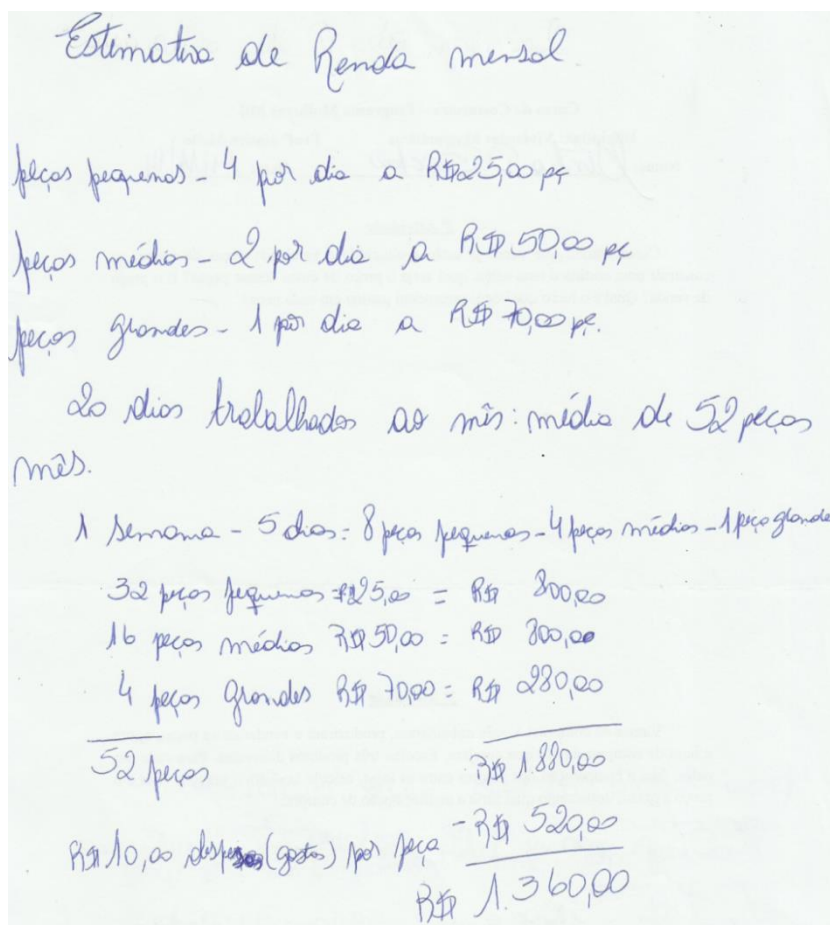 Estimativa de Renda mensal.
peças pequenas - 4 por dia a R$25,00 pç
peças médias - 2 por dia a R$ 50,00 pç
peças grandes - 1 por dia a R$ 70,00 pç.
20 dias trabalhados ao mês: média de 52 peças
mês.
1 semana - 5 dias = 8 peças pequenas - 4 peças médias - 1 peça glande
32 peças pequenas R$25,00 = R$ 800,00
16 peças médias R$ 50,00 = R$ 800,00
4 peças grandes R$ 70,00 = R$ 280,00
52 peças R$ 1.880,00
R$ 10,00 despesas (gastos) por peça - R$ 520,00
R$ 1.360,00